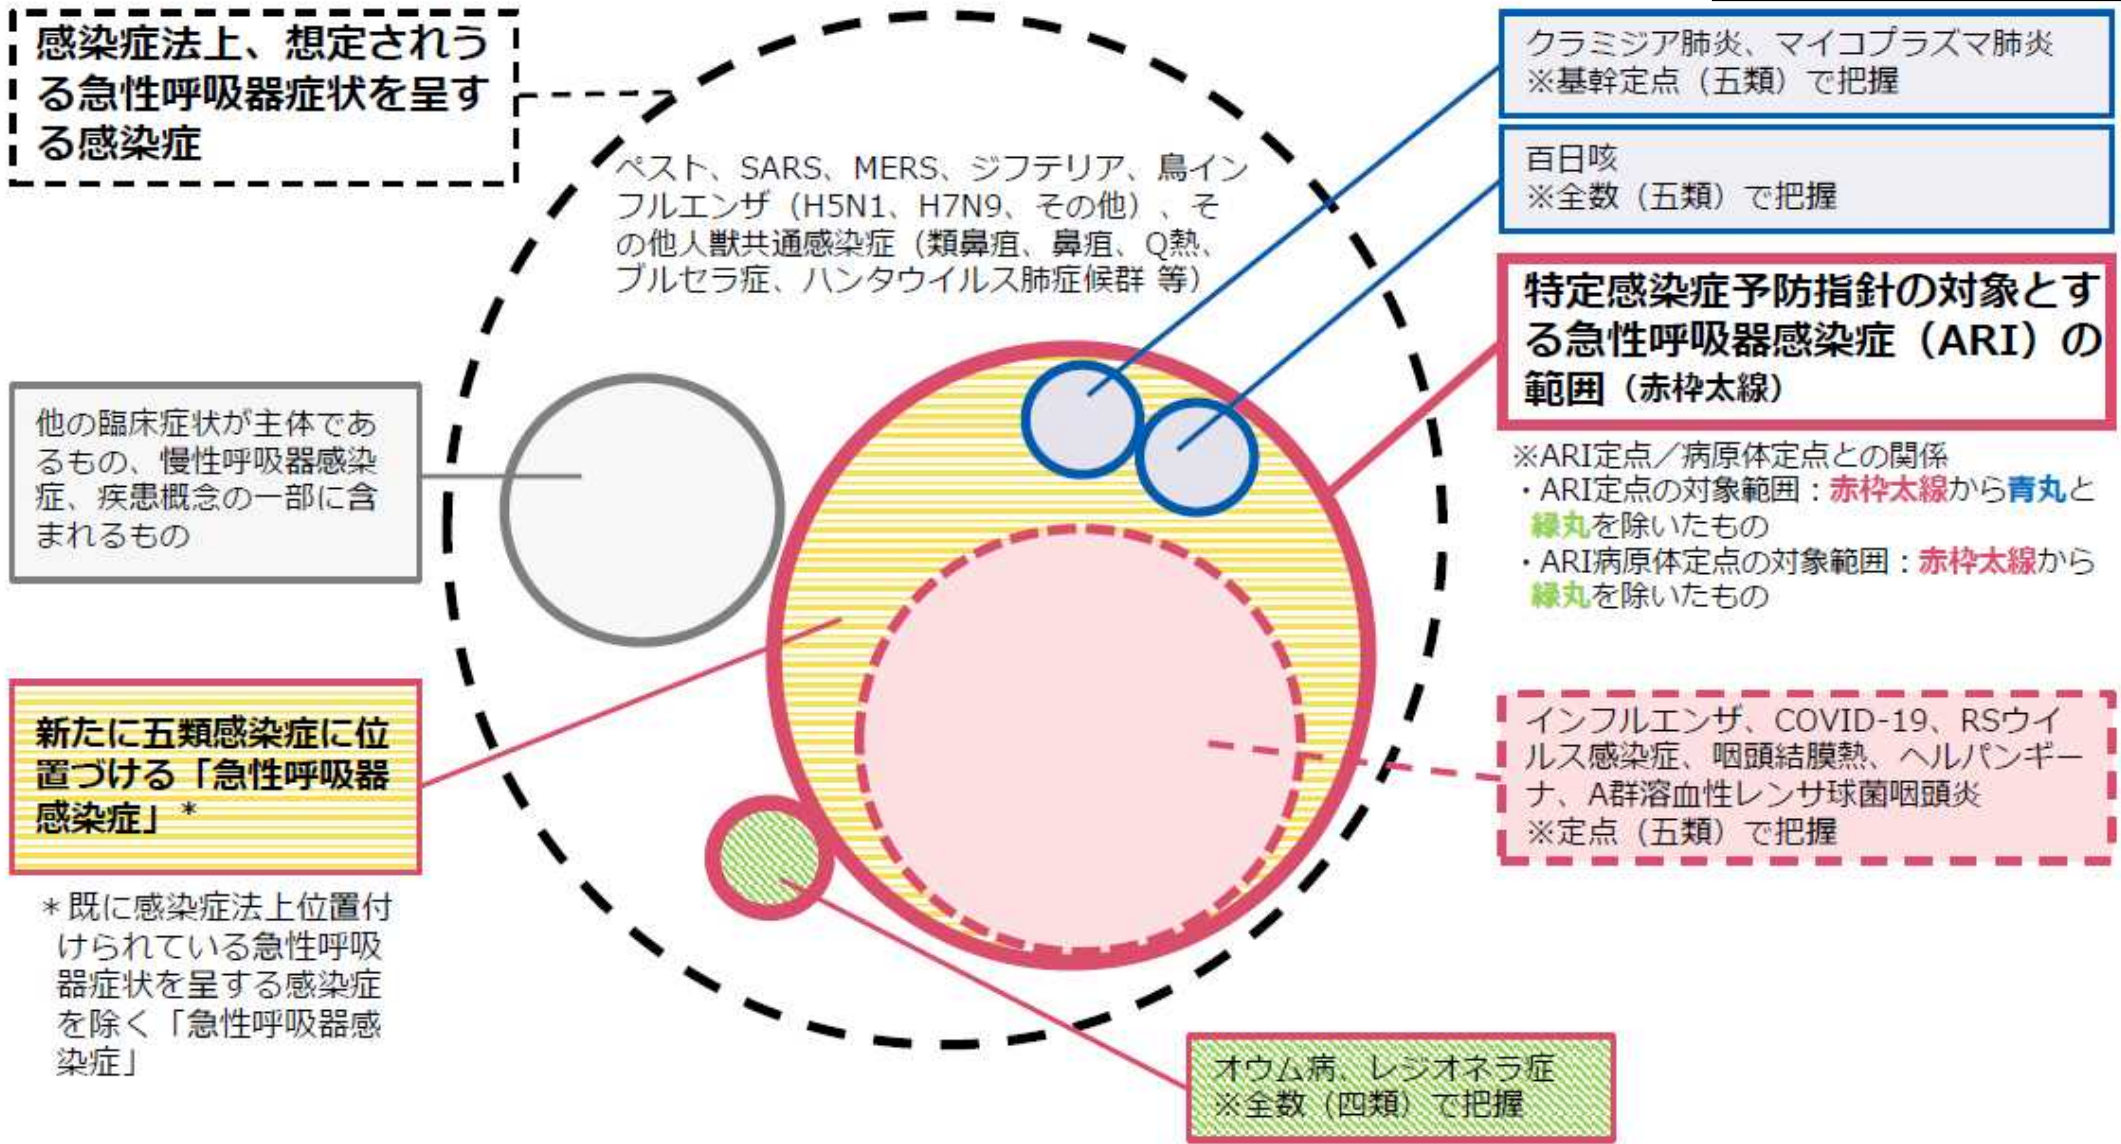 感染症法上、想定されう
る急性呼吸器症状を呈す
る感染症
ペスト、SARS、MERS、ジフテリア、鳥イン
フルエンザ（H5N1、H7N9、その他）、そ
の他人獣共通感染症（類鼻疽、鼻疽、Q熱、
ブルセラ症、ハンタウイルス肺症候群 等）
クラミジア肺炎、マイコプラズマ肺炎
※基幹定点（五類）で把握
百日咳
※全数（五類）で把握
特定感染症予防指針の対象とす
る急性呼吸器感染症（ARI）の
範囲（赤枠太線）
※ARI定点／病原体定点との関係
・ARI定点の対象範囲：赤枠太線から青丸と
緑丸を除いたもの
・ARI病原体定点の対象範囲：赤枠太線から
緑丸を除いたもの
他の臨床症状が主体であ
るもの、慢性呼吸器感染
症、疾患概念の一部に含
まれるもの
新たに五類感染症に位
置づける「急性呼吸器
感染症」*
* 既に感染症法上位置付
けられている急性呼吸
器症状を呈する感染症
を除く「急性呼吸器感
染症」
インフルエンザ、COVID-19、RSウイ
ルス感染症、咽頭結膜熱、ヘルパンギー
ナ、A群溶血性レンサ球菌咽頭炎
※定点（五類）で把握
オウム病、レジオネラ症
※全数（四類）で把握